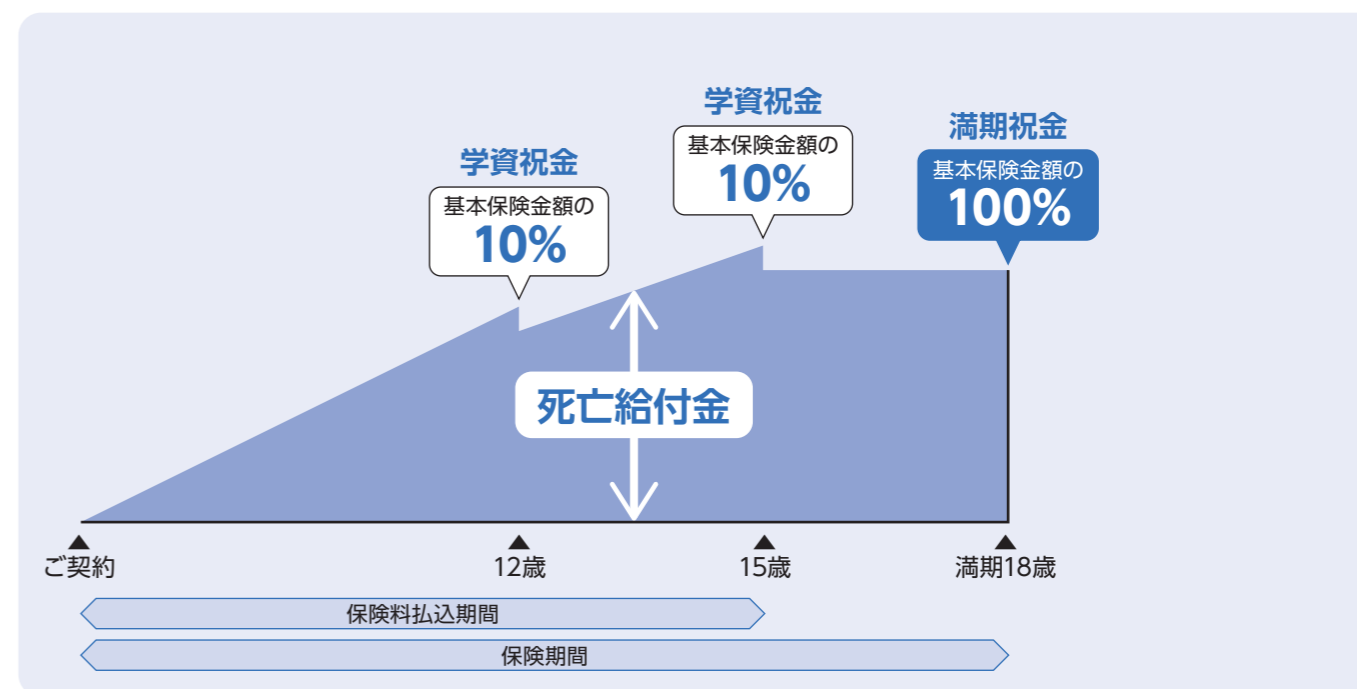 学資祝金
基本保険金額の
10%
学資祝金
基本保険金額の
10%
満期祝金
基本保険金額の
100%
死亡給付金
▲
ご契約
▲
12歳
▲
15歳
▲
満期18歳
保険料払込期間
保険期間